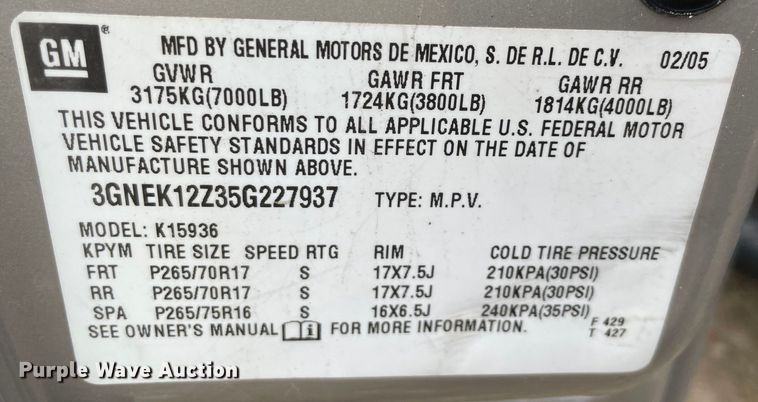 GM ® MFD BY GENERAL MOTORS DE MEXICO, S. DE R.L. DE C.V. 02/05
GVWR GAWR FRT GAWR RR
3175KG(7000LB) 1724KG(3800LB) 1814KG(4000LB)
THIS VEHICLE CONFORMS TO ALL APPLICABLE U.S. FEDERAL MOTOR
VEHICLE SAFETY STANDARDS IN EFFECT ON THE DATE OF
MANUFACTURE SHOWN ABOVE.
3GNEK12Z35G227937 TYPE: M.P.V.
MODEL: K15936
KPYM TIRE SIZE SPEED RTG RIM COLD TIRE PRESSURE
FRT P265/70R17 S 17X7.5J 210KPA(30PSI)
RR P265/70R17 S 17X7.5J 210KPA(30PSI)
SPA P265/75R16 S 16X6.5J 240KPA(35PSI)
SEE OWNER'S MANUAL i FOR MORE INFORMATION. F 429
T 427
Purple Wave Auction